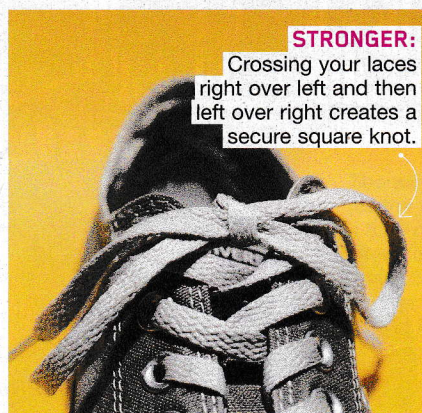 STRONGER:
Crossing your laces
right over left and then
left over right creates a
secure square knot.